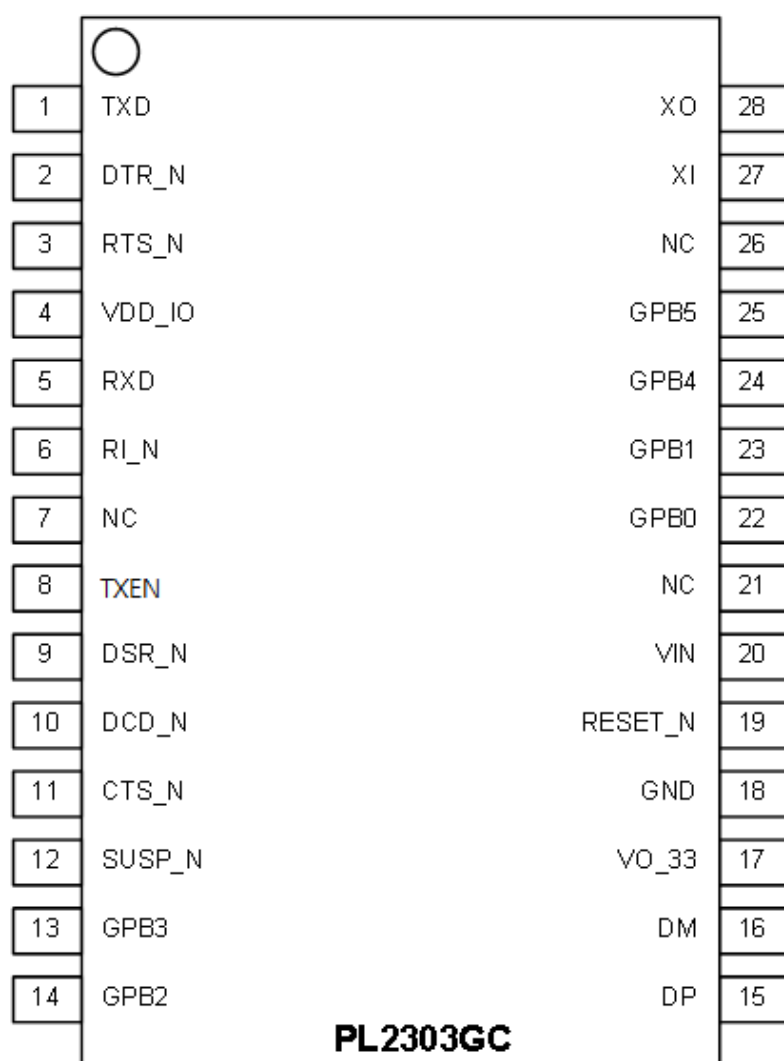 1 TXD XO 28
2 DTR_N XI 27
3 RTS_N NC 26
4 VDD_IO GPB5 25
5 RXD GPB4 24
6 RI_N GPB1 23
7 NC GPB0 22
8 TXEN NC 21
9 DSR_N VIN 20
10 DCD_N RESET_N 19
11 CTS_N GND 18
12 SUSP_N VO_33 17
13 GPB3 DM 16
14 GPB2 DP 15
PL2303GC